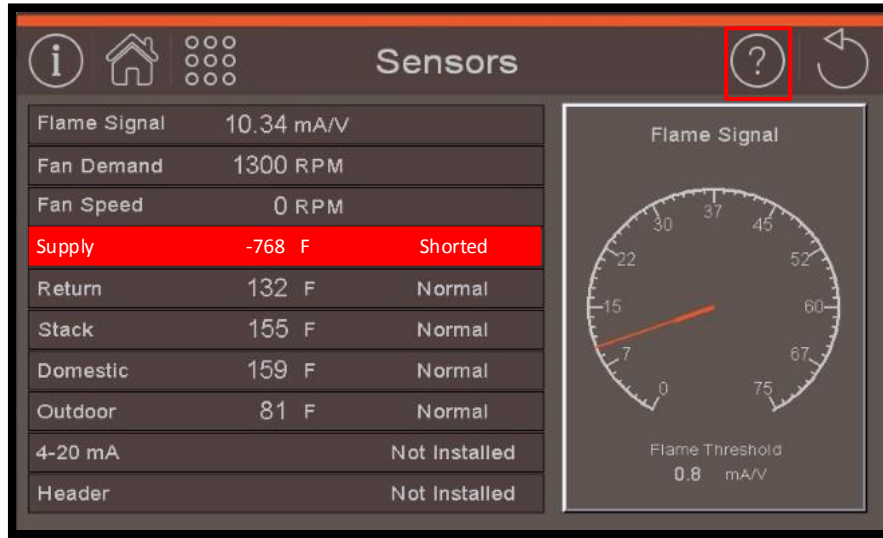 i Sensors ?
Flame Signal 10.34 mA/V
Fan Demand 1300 RPM
Fan Speed 0 RPM
Supply -768 F Shorted
Return 132 F Normal
Stack 155 F Normal
Domestic 159 F Normal
Outdoor 81 F Normal
4-20 mA Not Installed
Header Not Installed
Flame Signal
37
30 45
22 52
15 60
7 67
0 75
Flame Threshold
0.8 mA/V